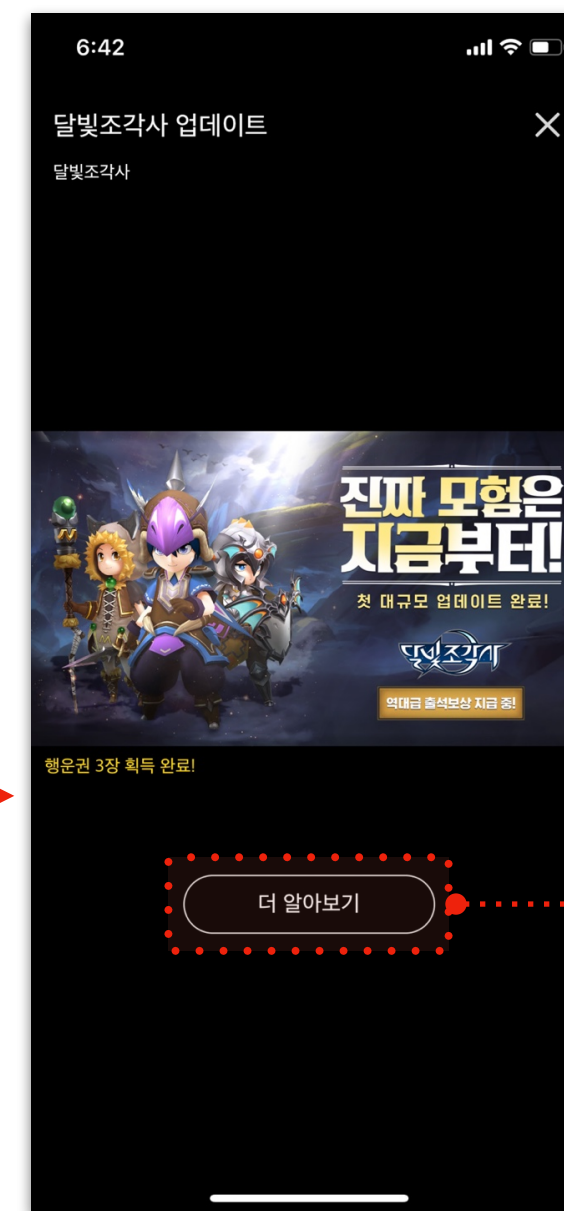 6:42
달빛조각사 업데이트
달빛조각사
진짜 모험은
지금부터!
첫 대규모 업데이트 완료!
달빛조각사
역대급 출석보상 지급 중!
행운권 3장 획득 완료!
더 알아보기